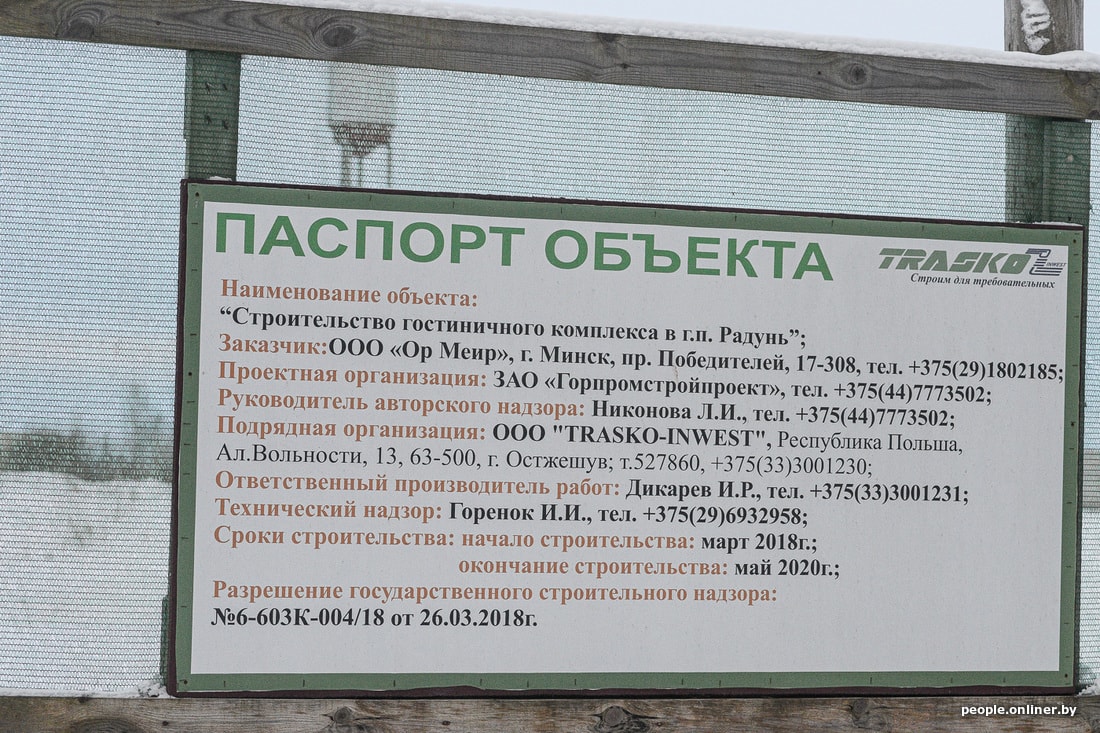 ПАСПОРТ ОБЪЕКТА
TRASKO INWEST
Строим для требовательных
Наименование объекта:
“Строительство гостиничного комплекса в г.п. Радунь”;
Заказчик:ООО «Ор Меир», г. Минск, пр. Победителей, 17-308, тел. +375(29)1802185;
Проектная организация: ЗАО «Горпромстройпроект», тел. +375(44)7773502;
Руководитель авторского надзора: Никонова Л.И., тел. +375(44)7773502;
Подрядная организация: ООО "TRASKO-INWEST", Республика Польша,
Ал.Вольности, 13, 63-500, г. Остжешув; т.527860, +375(33)3001230;
Ответственный производитель работ: Дикарев И.Р., тел. +375(33)3001231;
Технический надзор: Горенок И.И., тел. +375(29)6932958;
Сроки строительства: начало строительства: март 2018г.;
окончание строительства: май 2020г.;
Разрешение государственного строительного надзора:
№6-603К-004/18 от 26.03.2018г.
people.onliner.by